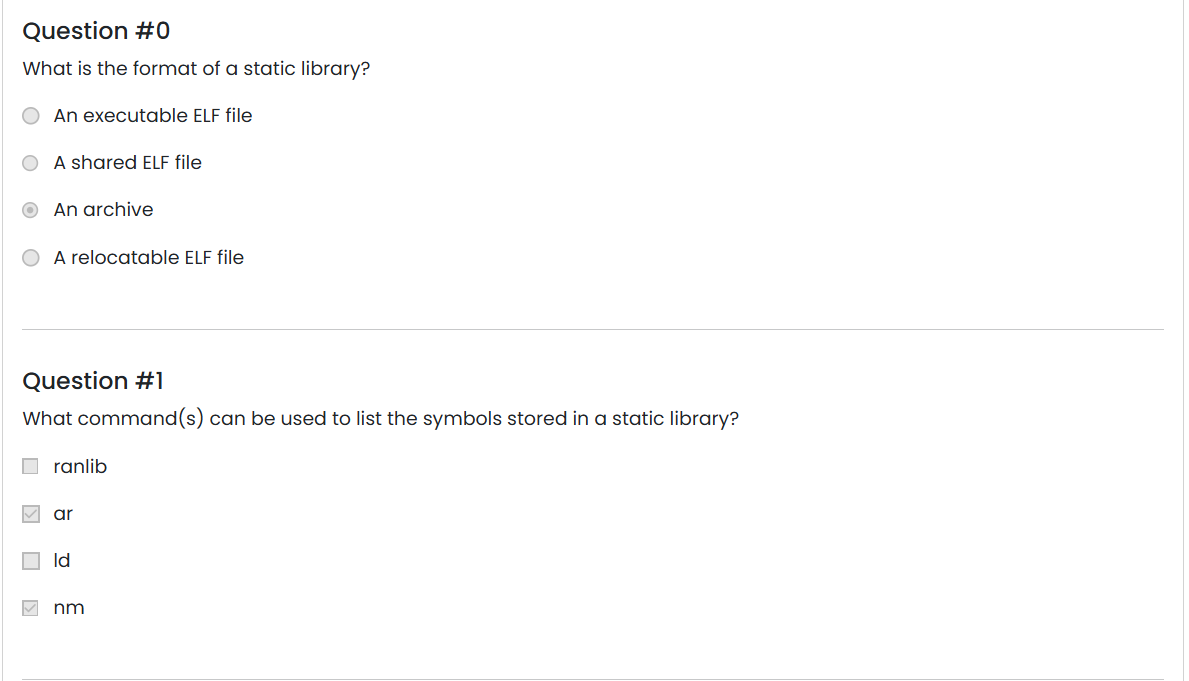 Question #0
What is the format of a static library?
An executable ELF file
A shared ELF file
An archive
A relocatable ELF file
Question #1
What command(s) can be used to list the symbols stored in a static library?
ranlib
ar
ld
nm